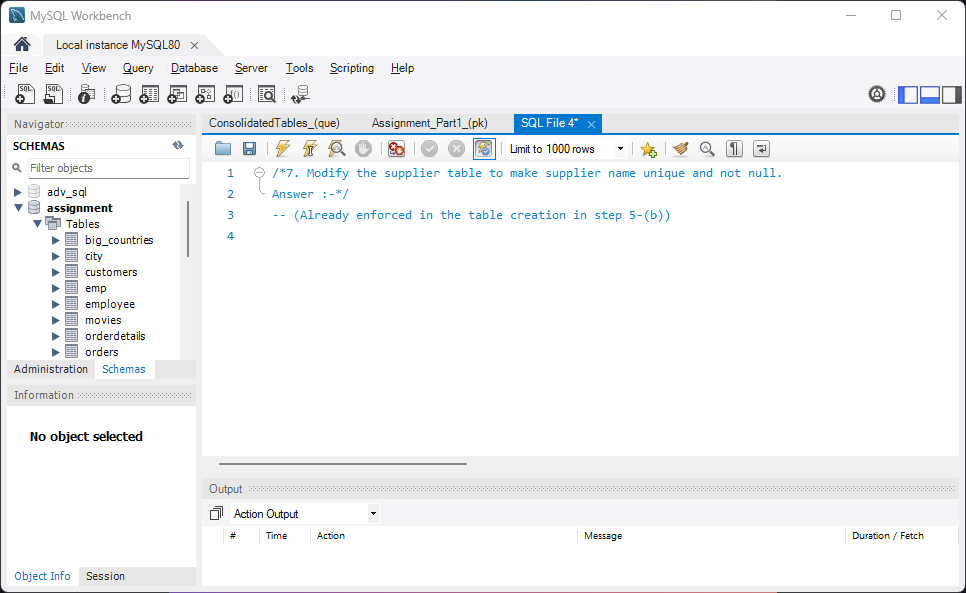 MySQL Workbench
Local instance MySQL80
File Edit View Query Database Server Tools Scripting Help
Navigator
SCHEMAS
Filter objects
adv_sql
assignment
Tables
big_countries
city
customers
emp
employee
movies
orderdetails
orders
Administration Schemas
Information
No object selected
Object Info Session
ConsolidatedTables_(que) Assignment_Part1_(pk) SQL File 4*
Limit to 1000 rows
1 /*7. Modify the supplier table to make supplier name unique and not null.
2 Answer :-*/
3 -- (Already enforced in the table creation in step 5-(b))
4
Output
Action Output
# Time Action Message Duration / Fetch